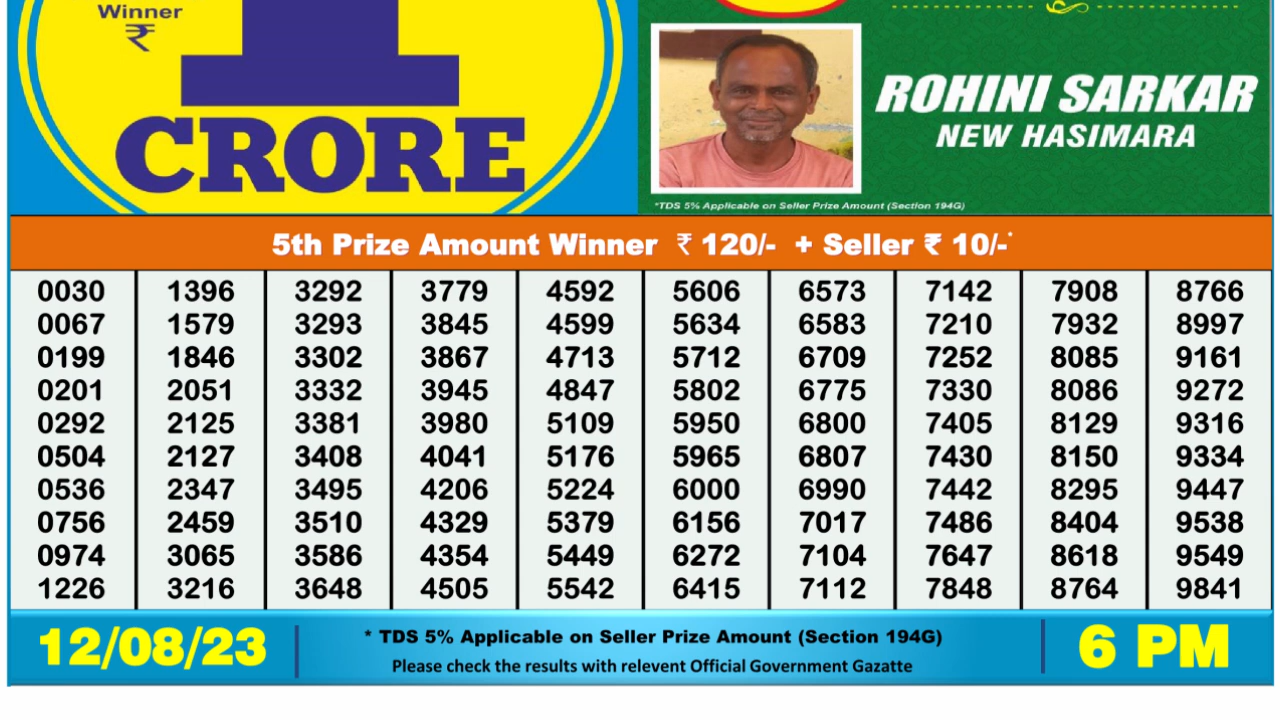 Winner
₹
1
CRORE
ROHINI SARKAR
NEW HASIMARA
*TDS 5% Applicable on Seller Prize Amount (Section 194G)
5th Prize Amount Winner ₹ 120/- + Seller ₹ 10/-*
0030 1396 3292 3779 4592 5606 6573 7142 7908 8766
0067 1579 3293 3845 4599 5634 6583 7210 7932 8997
0199 1846 3302 3867 4713 5712 6709 7252 8085 9161
0201 2051 3332 3945 4847 5802 6775 7330 8086 9272
0292 2125 3381 3980 5109 5950 6800 7405 8129 9316
0504 2127 3408 4041 5176 5965 6807 7430 8150 9334
0536 2347 3495 4206 5224 6000 6990 7442 8295 9447
0756 2459 3510 4329 5379 6156 7017 7486 8404 9538
0974 3065 3586 4354 5449 6272 7104 7647 8618 9549
1226 3216 3648 4505 5542 6415 7112 7848 8764 9841
12/08/23
* TDS 5% Applicable on Seller Prize Amount (Section 194G)
Please check the results with relevent Official Government Gazatte
6 PM